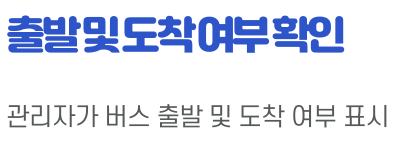 출발 및 도착 여부 확인
관리자가 버스 출발 및 도착 여부 표시